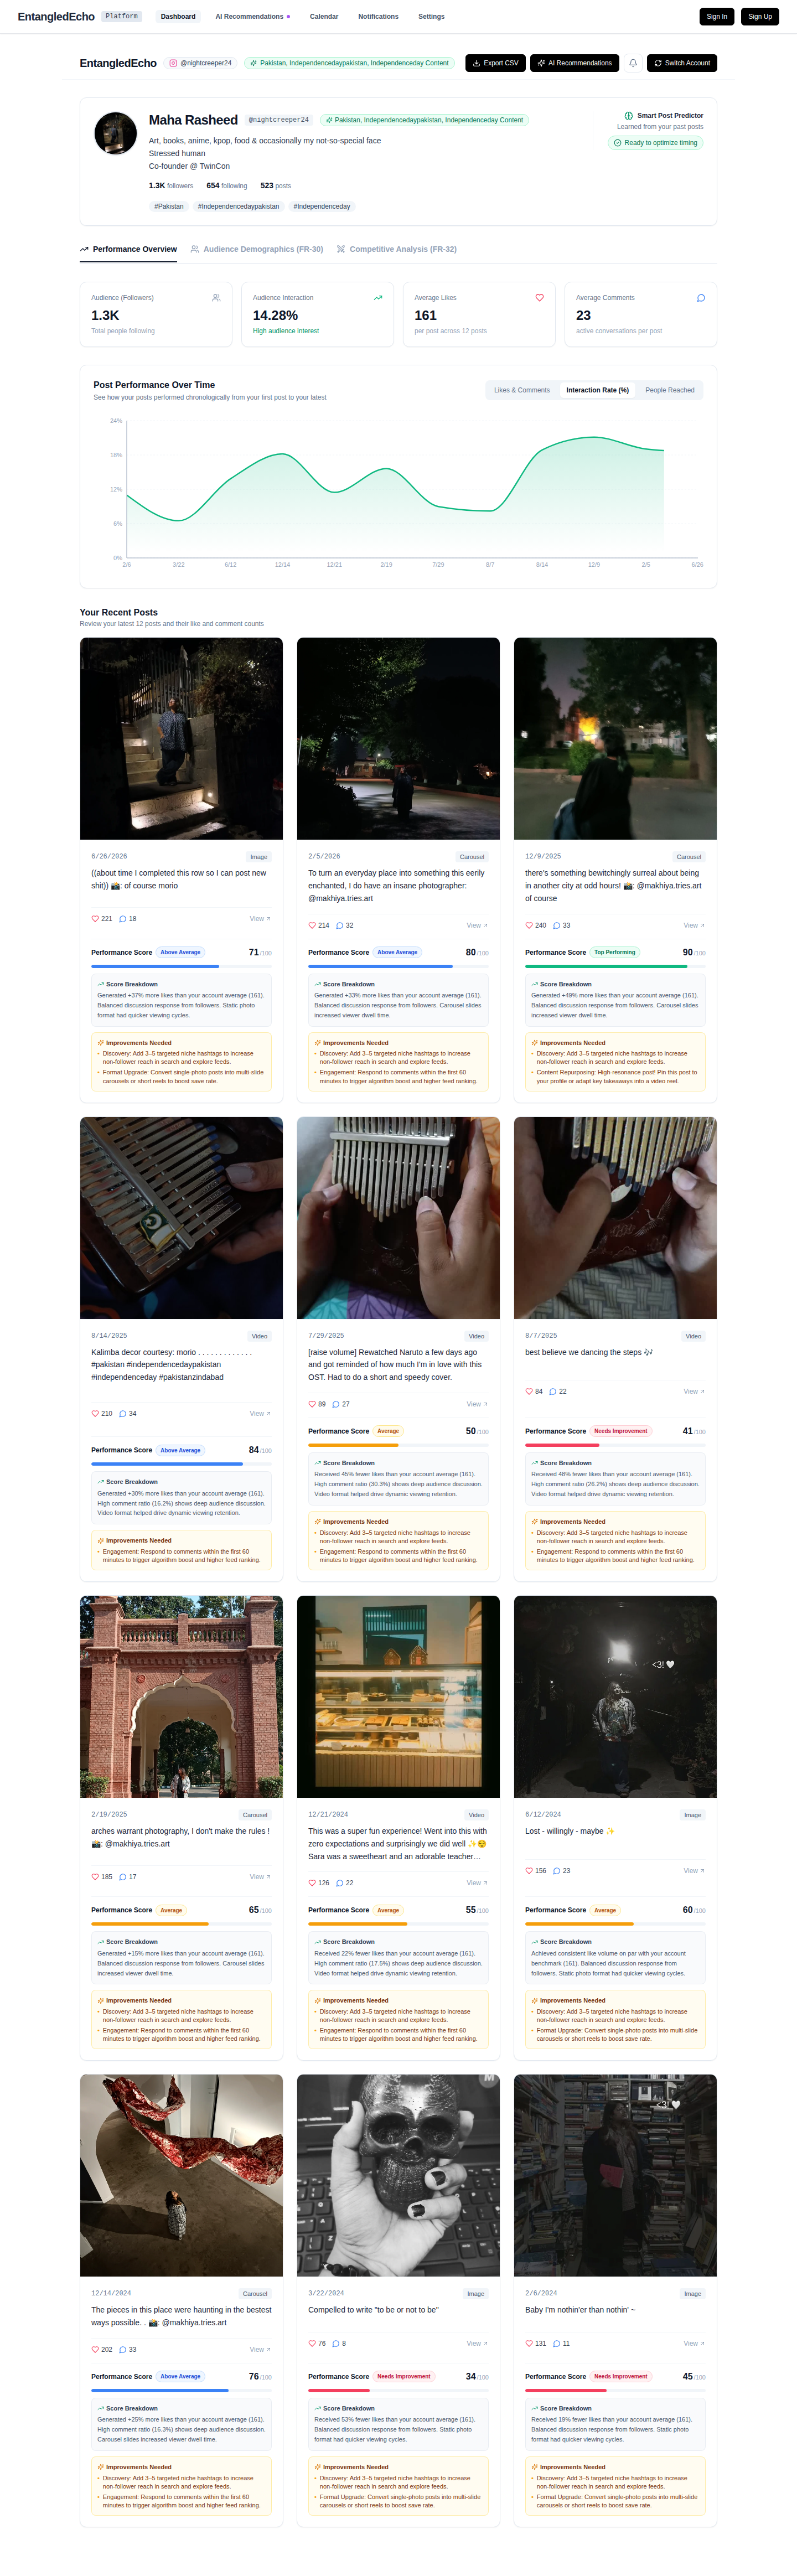 EntangledEcho Platform Dashboard AI Recommendations Calendar Notifications Settings Sign In Sign Up
EntangledEcho @nightcreeper24 Pakistan, Independencedaypakistan, Independenceday Content Export CSV AI Recommendations Switch Account
Maha Rasheed @nightcreeper24 Pakistan, Independencedaypakistan, Independenceday Content
Smart Post Predictor
Learned from your past posts
Ready to optimize timing
Art, books, anime, kpop, food & occasionally my not-so-special face
Stressed human
Co-founder @ TwinCon
1.3K followers 654 following 523 posts
#Pakistan #Independencedaypakistan #Independenceday
Performance Overview Audience Demographics (FR-30) Competitive Analysis (FR-32)
Audience (Followers)
1.3K
Total people following
Audience Interaction
14.28%
High audience interest
Average Likes
161
per post across 12 posts
Average Comments
23
active conversations per post
Post Performance Over Time
See how your posts performed chronologically from your first post to your latest
Likes & Comments Interaction Rate (%) People Reached
24%
18%
12%
6%
0%
2/6 3/22 6/12 12/14 12/21 2/19 7/29 8/7 8/14 12/9 2/5 6/26
Your Recent Posts
Review your latest 12 posts and their like and comment counts
6/26/2026 Image
((about time I completed this row so I can post new
shit)) 📸: of course morio
221 18 View
Performance Score Above Average 71/100
Score Breakdown
Generated +37% more likes than your account average (161).
Balanced discussion response from followers. Static photo
format had quicker viewing cycles.
Improvements Needed
• Discovery: Add 3–5 targeted niche hashtags to increase
non-follower reach in search and explore feeds.
• Format Upgrade: Convert single-photo posts into multi-slide
carousels or short reels to boost save rate.
2/5/2026 Carousel
To turn an everyday place into something this eerily
enchanted, I do have an insane photographer:
@makhiya.tries.art
214 32 View
Performance Score Above Average 80/100
Score Breakdown
Generated +33% more likes than your account average (161).
Balanced discussion response from followers. Carousel slides
increased viewer dwell time.
Improvements Needed
• Discovery: Add 3–5 targeted niche hashtags to increase
non-follower reach in search and explore feeds.
• Engagement: Respond to comments within the first 60
minutes to trigger algorithm boost and higher feed ranking.
12/9/2025 Carousel
there's something bewitchingly surreal about being
in another city at odd hours! 📸: @makhiya.tries.art
of course
240 33 View
Performance Score Top Performing 90/100
Score Breakdown
Generated +49% more likes than your account average (161).
Balanced discussion response from followers. Carousel slides
increased viewer dwell time.
Improvements Needed
• Discovery: Add 3–5 targeted niche hashtags to increase
non-follower reach in search and explore feeds.
• Content Repurposing: High-resonance post! Pin this post to
your profile or adapt key takeaways into a video reel.
8/14/2025 Video
Kalimba decor courtesy: morio . . . . . . . . . . . . .
#pakistan #independencedaypakistan
#independenceday #pakistanzindabad
210 34 View
Performance Score Above Average 84/100
Score Breakdown
Generated +30% more likes than your account average (161).
High comment ratio (16.2%) shows deep audience discussion.
Video format helped drive dynamic viewing retention.
Improvements Needed
• Engagement: Respond to comments within the first 60
minutes to trigger algorithm boost and higher feed ranking.
7/29/2025 Video
[raise volume] Rewatched Naruto a few days ago
and got reminded of how much I'm in love with this
OST. Had to do a short and speedy cover.
89 27 View
Performance Score Average 50/100
Score Breakdown
Received 45% fewer likes than your account average (161).
High comment ratio (30.3%) shows deep audience discussion.
Video format helped drive dynamic viewing retention.
Improvements Needed
• Discovery: Add 3–5 targeted niche hashtags to increase
non-follower reach in search and explore feeds.
• Engagement: Respond to comments within the first 60
minutes to trigger algorithm boost and higher feed ranking.
8/7/2025 Video
best believe we dancing the steps 🎶
84 22 View
Performance Score Needs Improvement 41/100
Score Breakdown
Received 48% fewer likes than your account average (161).
High comment ratio (26.2%) shows deep audience discussion.
Video format helped drive dynamic viewing retention.
Improvements Needed
• Discovery: Add 3–5 targeted niche hashtags to increase
non-follower reach in search and explore feeds.
• Engagement: Respond to comments within the first 60
minutes to trigger algorithm boost and higher feed ranking.
<3! 🤍
2/19/2025 Carousel
arches warrant photography, I don't make the rules !
📸: @makhiya.tries.art
185 17 View
Performance Score Average 65/100
Score Breakdown
Generated +15% more likes than your account average (161).
Balanced discussion response from followers. Carousel slides
increased viewer dwell time.
Improvements Needed
• Discovery: Add 3–5 targeted niche hashtags to increase
non-follower reach in search and explore feeds.
• Engagement: Respond to comments within the first 60
minutes to trigger algorithm boost and higher feed ranking.
12/21/2024 Video
This was a super fun experience! Went into this with
zero expectations and surprisingly we did well ✨😌
Sara was a sweetheart and an adorable teacher…
126 22 View
Performance Score Average 55/100
Score Breakdown
Received 22% fewer likes than your account average (161).
High comment ratio (17.5%) shows deep audience discussion.
Video format helped drive dynamic viewing retention.
Improvements Needed
• Discovery: Add 3–5 targeted niche hashtags to increase
non-follower reach in search and explore feeds.
• Engagement: Respond to comments within the first 60
minutes to trigger algorithm boost and higher feed ranking.
6/12/2024 Image
Lost - willingly - maybe ✨
156 23 View
Performance Score Average 60/100
Score Breakdown
Achieved consistent like volume on par with your account
benchmark (161). Balanced discussion response from
followers. Static photo format had quicker viewing cycles.
Improvements Needed
• Discovery: Add 3–5 targeted niche hashtags to increase
non-follower reach in search and explore feeds.
• Format Upgrade: Convert single-photo posts into multi-slide
carousels or short reels to boost save rate.
M
<3! 🤍
12/14/2024 Carousel
The pieces in this place were haunting in the bestest
ways possible. . 📸: @makhiya.tries.art
202 33 View
Performance Score Above Average 76/100
Score Breakdown
Generated +25% more likes than your account average (161).
High comment ratio (16.3%) shows deep audience discussion.
Carousel slides increased viewer dwell time.
Improvements Needed
• Discovery: Add 3–5 targeted niche hashtags to increase
non-follower reach in search and explore feeds.
• Engagement: Respond to comments within the first 60
minutes to trigger algorithm boost and higher feed ranking.
3/22/2024 Image
Compelled to write "to be or not to be"
76 8 View
Performance Score Needs Improvement 34/100
Score Breakdown
Received 53% fewer likes than your account average (161).
Balanced discussion response from followers. Static photo
format had quicker viewing cycles.
Improvements Needed
• Discovery: Add 3–5 targeted niche hashtags to increase
non-follower reach in search and explore feeds.
• Format Upgrade: Convert single-photo posts into multi-slide
carousels or short reels to boost save rate.
2/6/2024 Image
Baby I'm nothin'er than nothin' ~
131 11 View
Performance Score Needs Improvement 45/100
Score Breakdown
Received 19% fewer likes than your account average (161).
Balanced discussion response from followers. Static photo
format had quicker viewing cycles.
Improvements Needed
• Discovery: Add 3–5 targeted niche hashtags to increase
non-follower reach in search and explore feeds.
• Format Upgrade: Convert single-photo posts into multi-slide
carousels or short reels to boost save rate.